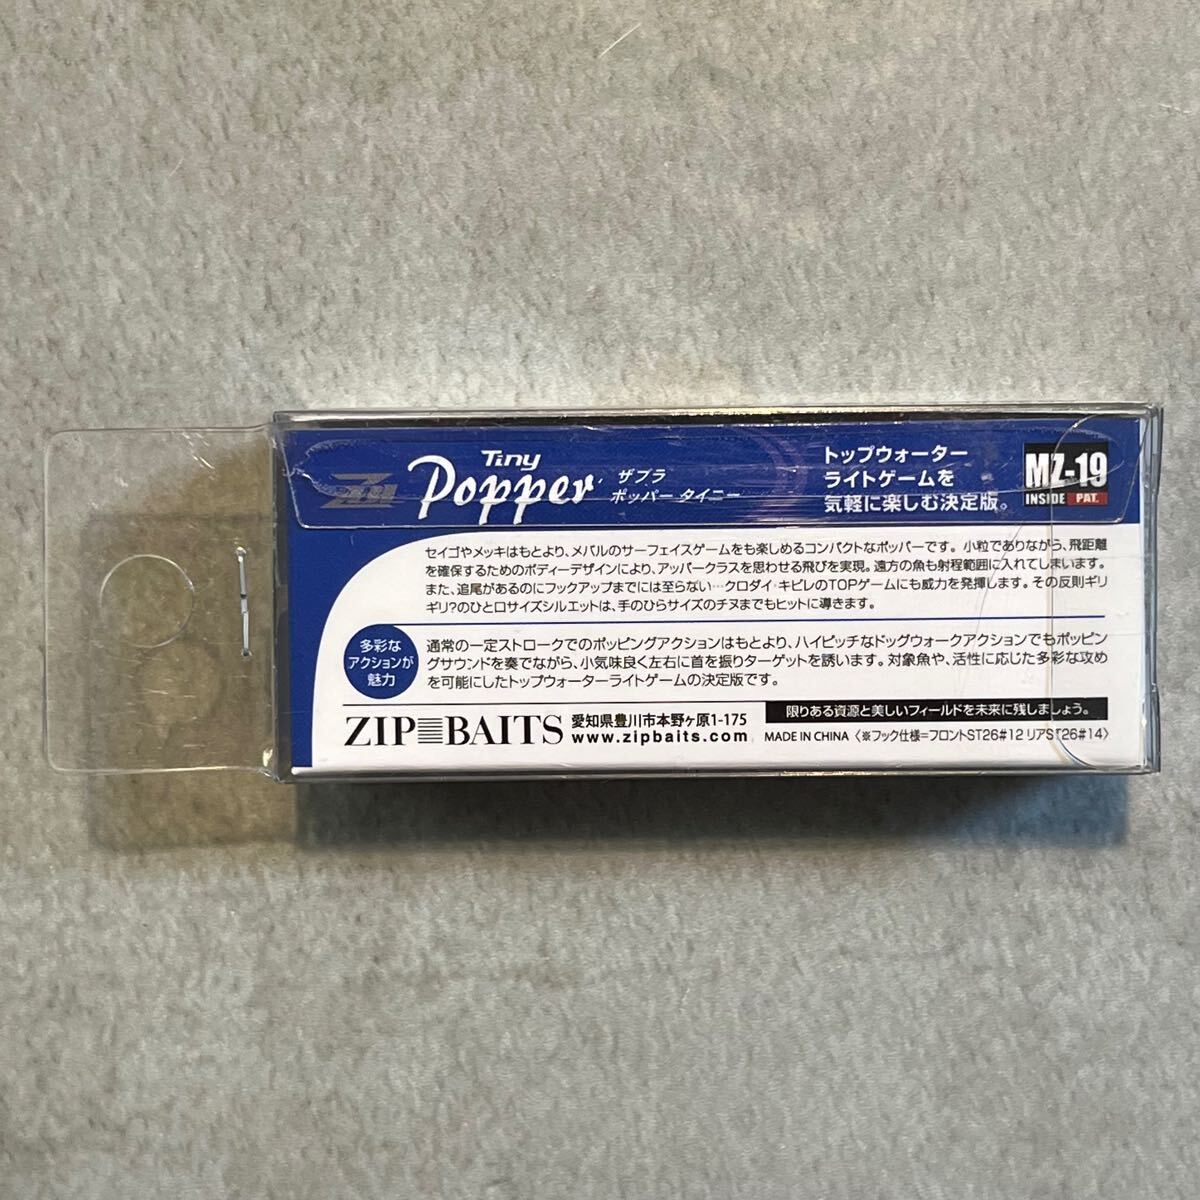 Tiny
Popper
ザブラ
ポッパー タイニー
トップウォーター
ライトゲームを
気軽に楽しむ決定版。
MZ-19
INSIDE PAT.
セイゴやメッキはもとより、メバルのサーフェイスゲームをも楽しめるコンパクトなポッパーです。小粒でありながら、飛距離
を確保するためのボディーデザインにより、アッパークラスを思わせる飛びを実現。遠方の魚も射程範囲に入れてしまいます。
また、追尾があるのにフックアップまでには至らない…クロダイ・キビレのTOPゲームにも威力を発揮します。その反則ギリ
ギリ?のひと口サイズシルエットは、手のひらサイズのチヌまでもヒットに導きます。
多彩な
アクションが
魅力
通常の一定ストロークでのポッピングアクションはもとより、ハイピッチなドッグウォークアクションでもポッピン
グサウンドを奏でながら、小気味良く左右に首を振りターゲットを誘います。対象魚や、活性に応じた多彩な攻め
を可能にしたトップウォーターライトゲームの決定版です。
ZIP BAITS
愛知県豊川市本野ヶ原1-175
www.zipbaits.com
限りある資源と美しいフィールドを未来に残しましょう。
MADE IN CHINA 〈※フック仕様=フロントST26#12 リアST26#14〉